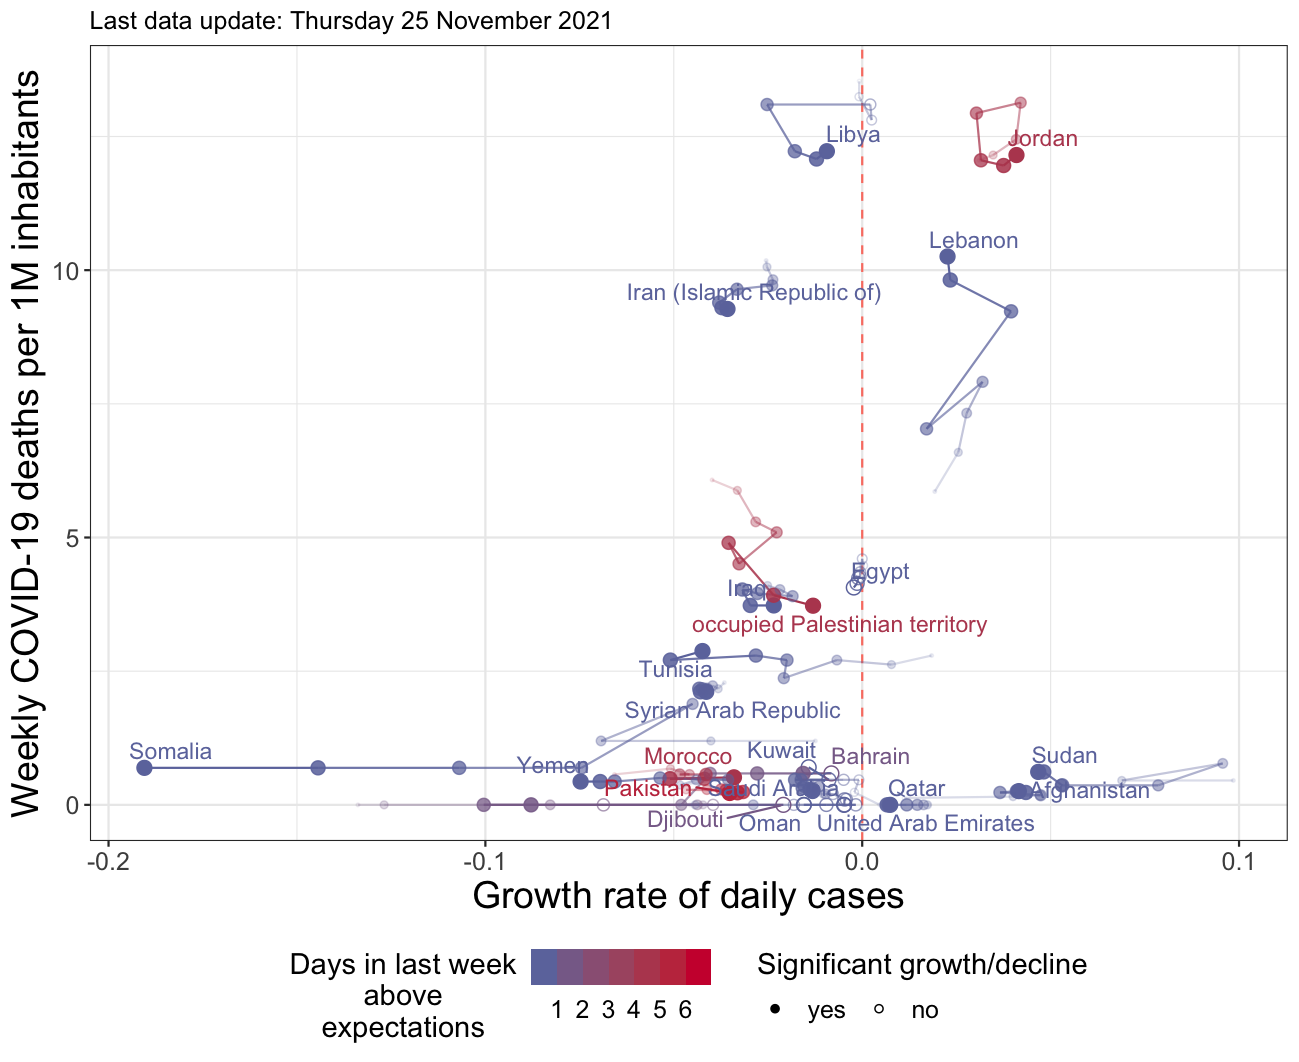 Last data update: Thursday 25 November 2021
Weekly COVID-19 deaths per 1M inhabitants
10
5
0
Libya
Jordan
Lebanon
Iran (Islamic Republic of)
Egypt
Iraq
occupied Palestinian territory
Tunisia
Syrian Arab Republic
Somalia
Yemen
Morocco
Kuwait
Bahrain
Sudan
Pakistan
Saudi Arabia
Qatar
Afghanistan
Djibouti
Oman
United Arab Emirates
-0.2
-0.1
0.0
0.1
Growth rate of daily cases
Days in last week
above
expectations
1 2 3 4 5 6
Significant growth/decline
yes
no